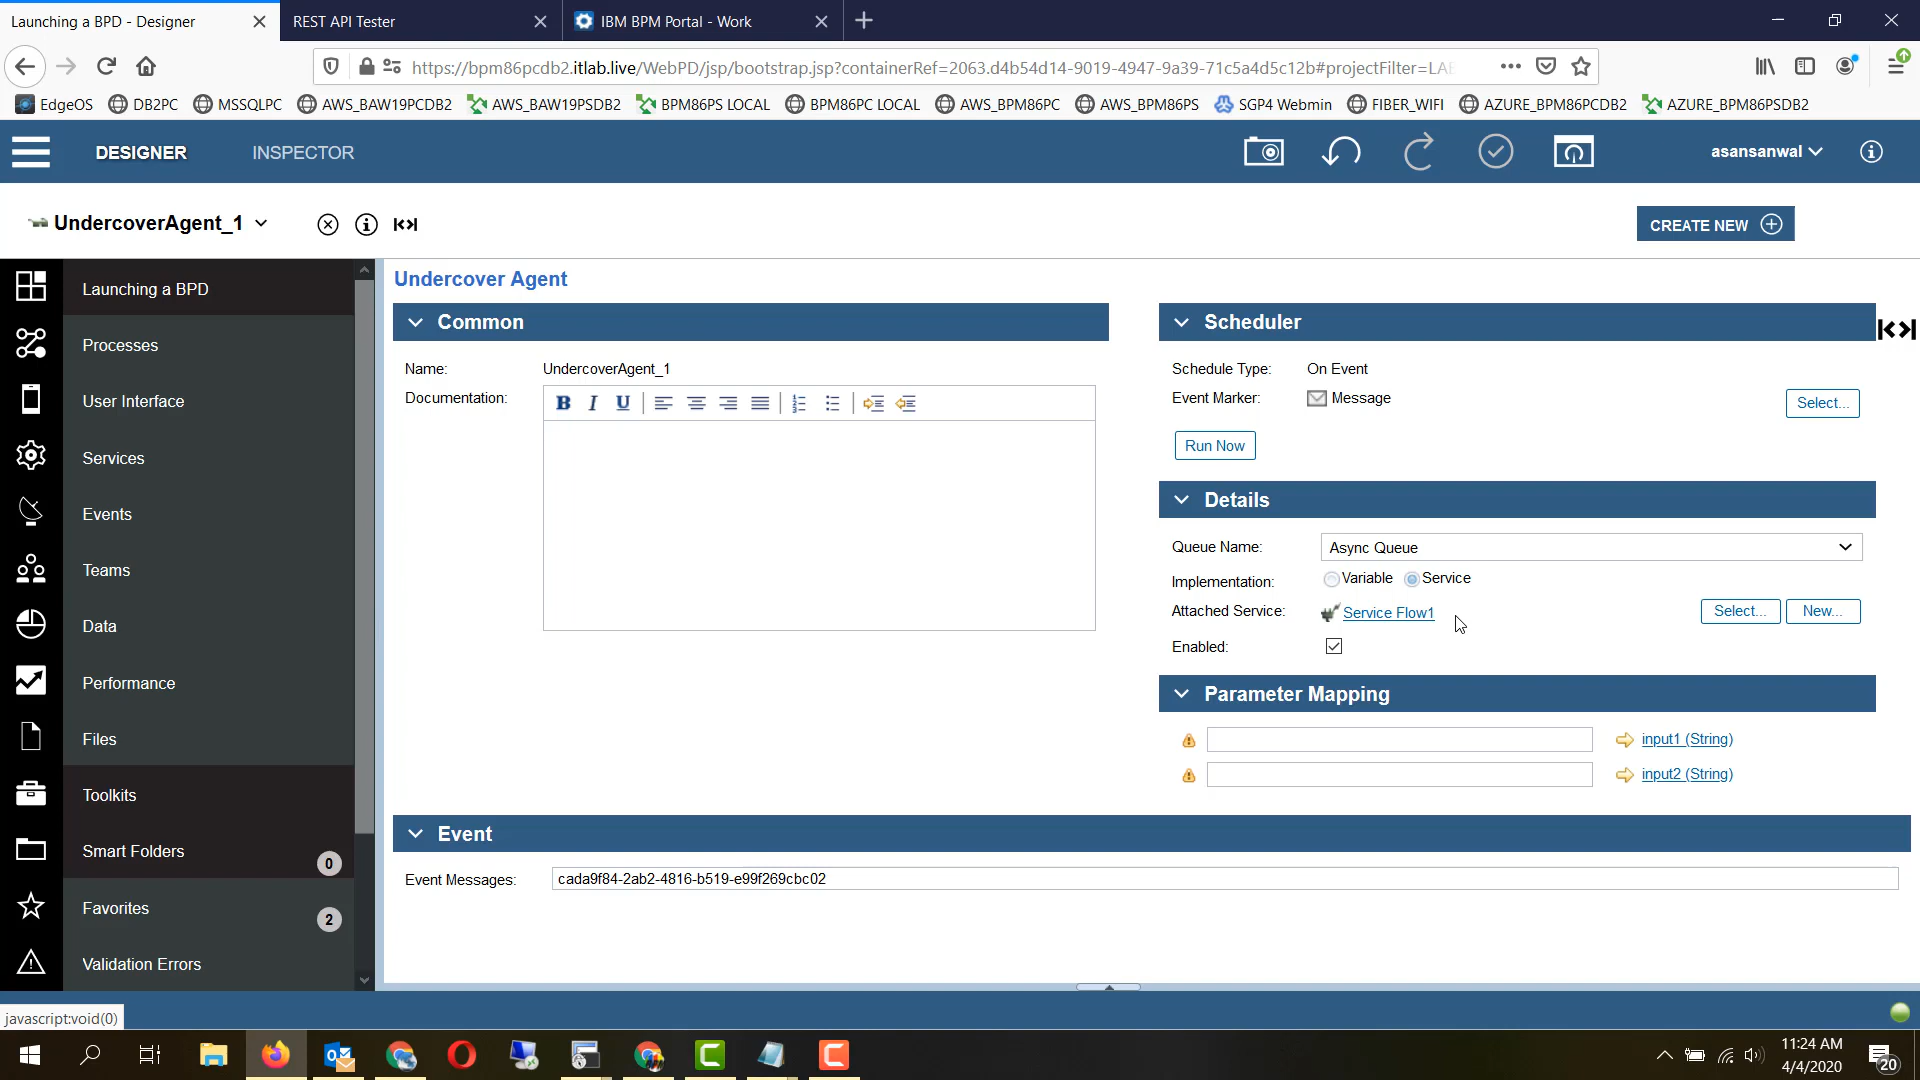 Launching a BPD - Designer
REST API Tester
IBM BPM Portal - Work
https://bpm86pcdb2.itlab.live/WebPD/jsp/bootstrap.jsp?containerRef=2063.d4b54d14-9019-4947-9a39-71c5a4d5c12b#projectFilter=LAB
EdgeOS
DB2PC
MSSQLPC
AWS_BAW19PCDB2
AWS_BAW19PSDB2
BPM86PS LOCAL
BPM86PC LOCAL
AWS_BPM86PC
AWS_BPM86PS
SGP4 Webmin
FIBER_WIFI
AZURE_BPM86PCDB2
AZURE_BPM86PSDB2
DESIGNER
INSPECTOR
asansanwal
UndercoverAgent_1
CREATE NEW
Launching a BPD
Processes
User Interface
Services
Events
Teams
Data
Performance
Files
Toolkits
Smart Folders
0
Favorites
2
Validation Errors
Undercover Agent
Common
Name:
UndercoverAgent_1
Documentation:
B I U
Scheduler
Schedule Type:
On Event
Event Marker:
Message
Select...
Run Now
Details
Queue Name:
Async Queue
Implementation:
Variable
Service
Attached Service:
Service Flow1
Select...
New...
Enabled:
Parameter Mapping
input1 (String)
input2 (String)
Event
Event Messages:
cada9f84-2ab2-4816-b519-e99f269cbc02
javascript:void(0)
11:24 AM
4/4/2020
20